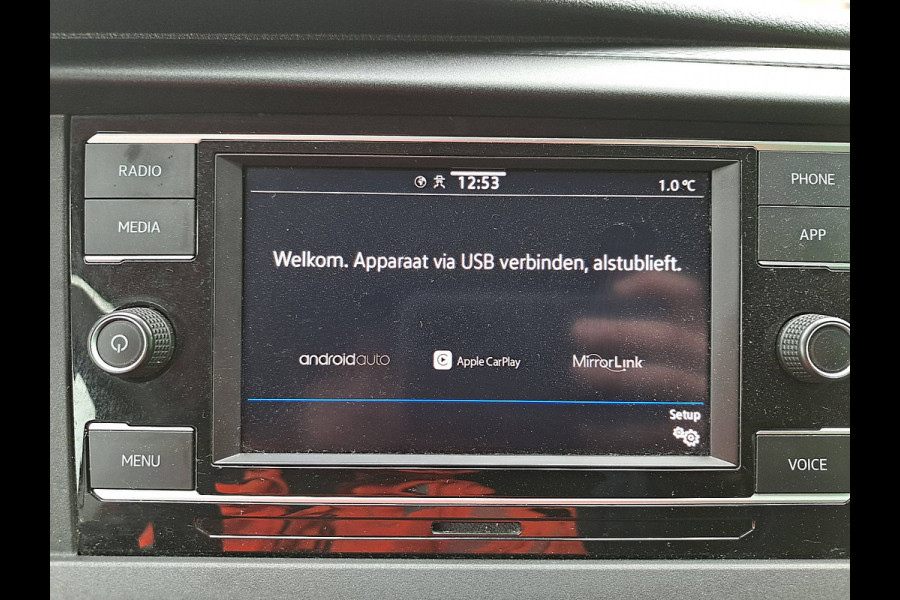 RADIO
MEDIA
MENU
12:53
1.0 °C
Welkom. Apparaat via USB verbinden, alstublieft.
androidauto
Apple CarPlay
MirrorLink
Setup
PHONE
APP
VOICE